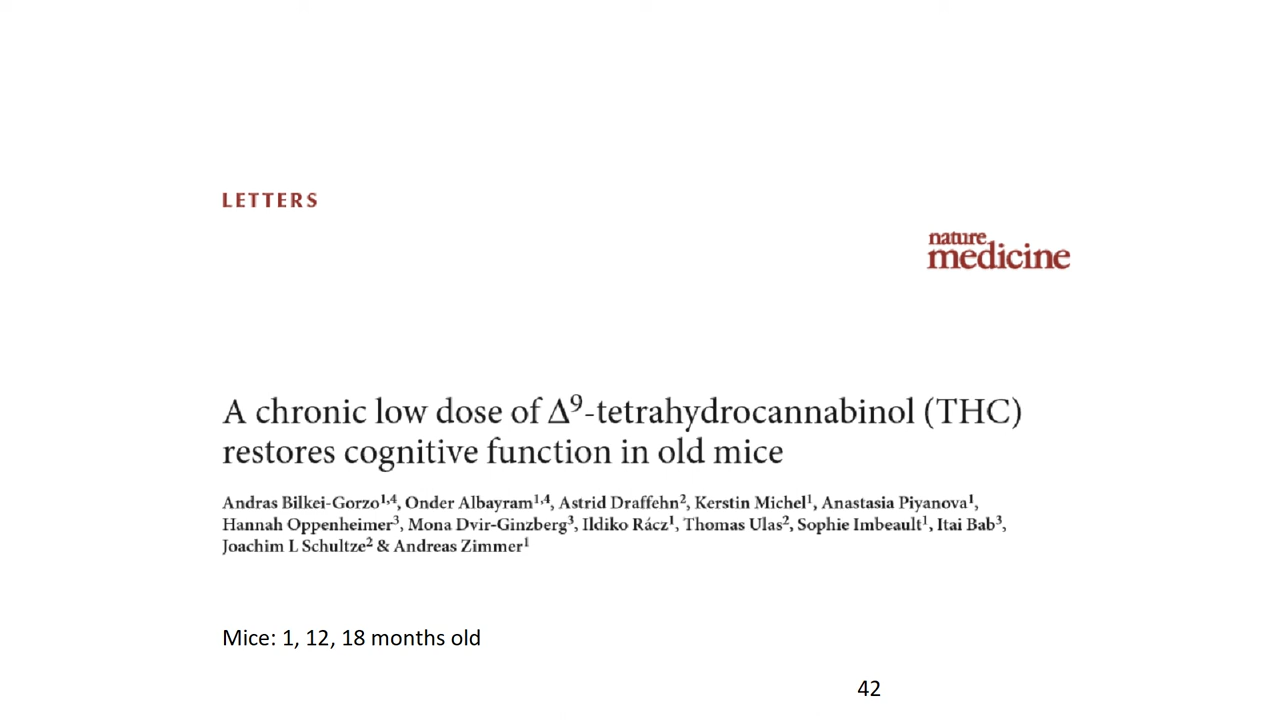 LETTERS
nature
medicine
A chronic low dose of Δ⁹-tetrahydrocannabinol (THC)
restores cognitive function in old mice
Andras Bilkei-Gorzo¹,⁴, Onder Albayram¹,⁴, Astrid Draffehn², Kerstin Michel¹, Anastasia Piyanova¹,
Hannah Oppenheimer³, Mona Dvir-Ginzberg³, Ildiko Rácz¹, Thomas Ulas², Sophie Imbeault¹, Itai Bab³,
Joachim L Schultze² & Andreas Zimmer¹
Mice: 1, 12, 18 months old
42